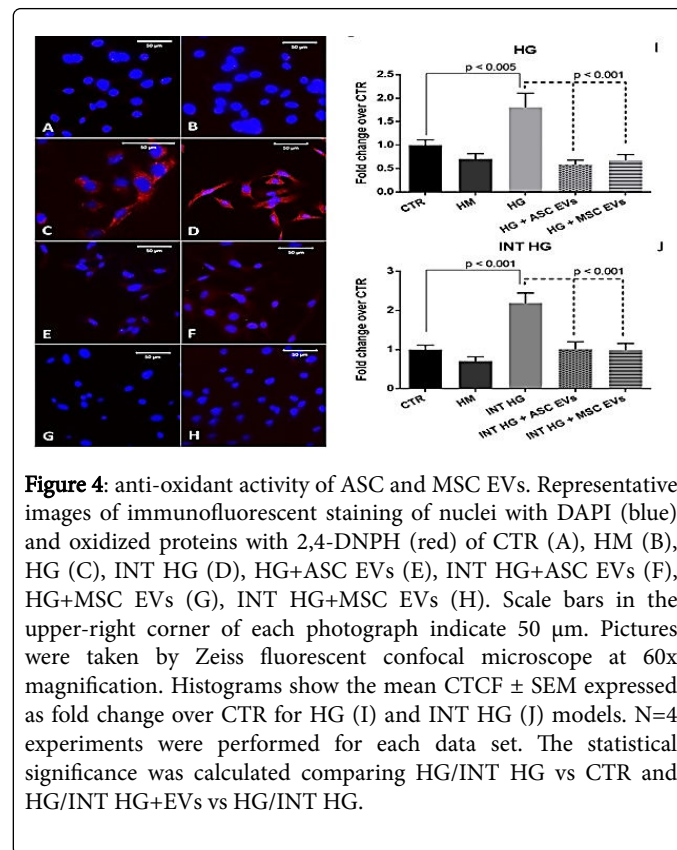 50 µm
50 µm
A
B
50 µm
50 µm
C
D
50 µm
50 µm
E
F
50 µm
50 µm
G
H
HG
I
p < 0.005
p < 0.001
Fold change over CTR
2.5
2.0
1.5
1.0
0.5
0.0
CTR
HM
HG
HG + ASC EVs
HG + MSC EVs
INT HG
J
p < 0.001
p < 0.001
Fold change over CTR
3
2
1
0
CTR
HM
INT HG
INT HG + ASC EVs
INT HG + MSC EVs
Figure 4: anti-oxidant activity of ASC and MSC EVs. Representative
images of immunofluorescent staining of nuclei with DAPI (blue)
and oxidized proteins with 2,4-DNPH (red) of CTR (A), HM (B),
HG (C), INT HG (D), HG+ASC EVs (E), INT HG+ASC EVs (F),
HG+MSC EVs (G), INT HG+MSC EVs (H). Scale bars in the
upper-right corner of each photograph indicate 50 µm. Pictures
were taken by Zeiss fluorescent confocal microscope at 60x
magnification. Histograms show the mean CTCF ± SEM expressed
as fold change over CTR for HG (I) and INT HG (J) models. N=4
experiments were performed for each data set. The statistical
significance was calculated comparing HG/INT HG vs CTR and
HG/INT HG+EVs vs HG/INT HG.